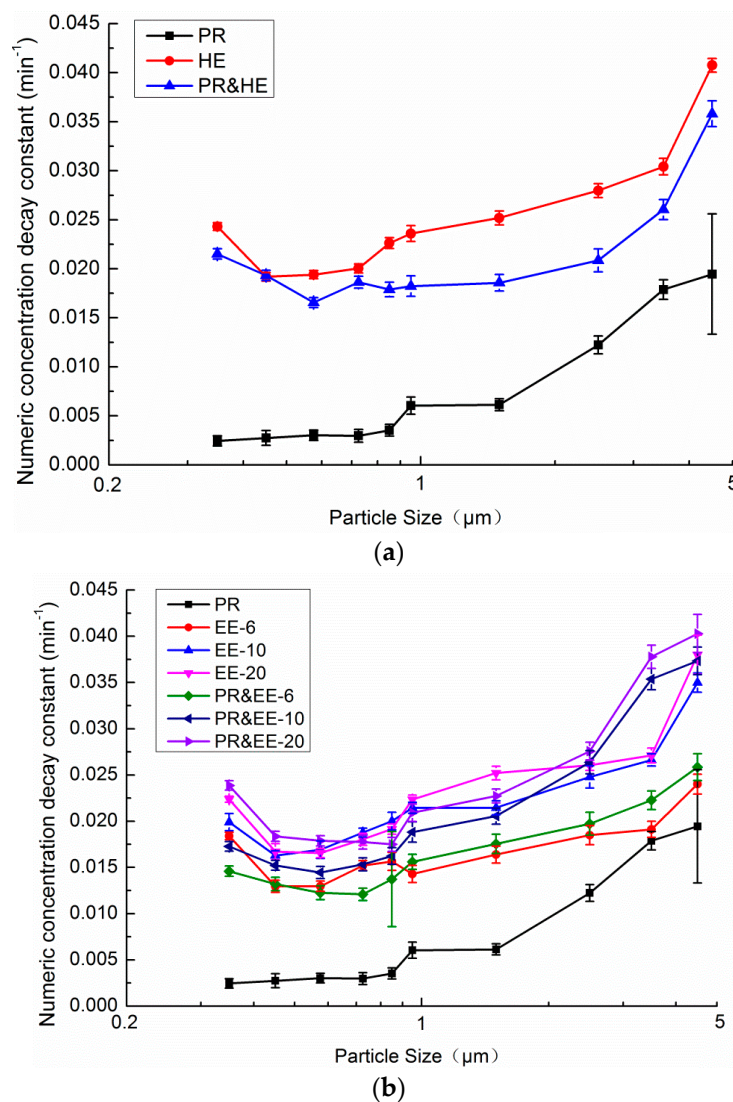 Numeric concentration decay constant (min-1)
0.045
0.040
0.035
0.030
0.025
0.020
0.015
0.010
0.005
0.000
PR
HE
PR&HE
0.2
1
5
Particle Size（μm）
(a)
Numeric concentration decay constant (min-1)
0.045
0.040
0.035
0.030
0.025
0.020
0.015
0.010
0.005
0.000
PR
EE-6
EE-10
EE-20
PR&EE-6
PR&EE-10
PR&EE-20
0.2
1
5
Particle Size（μm）
(b)